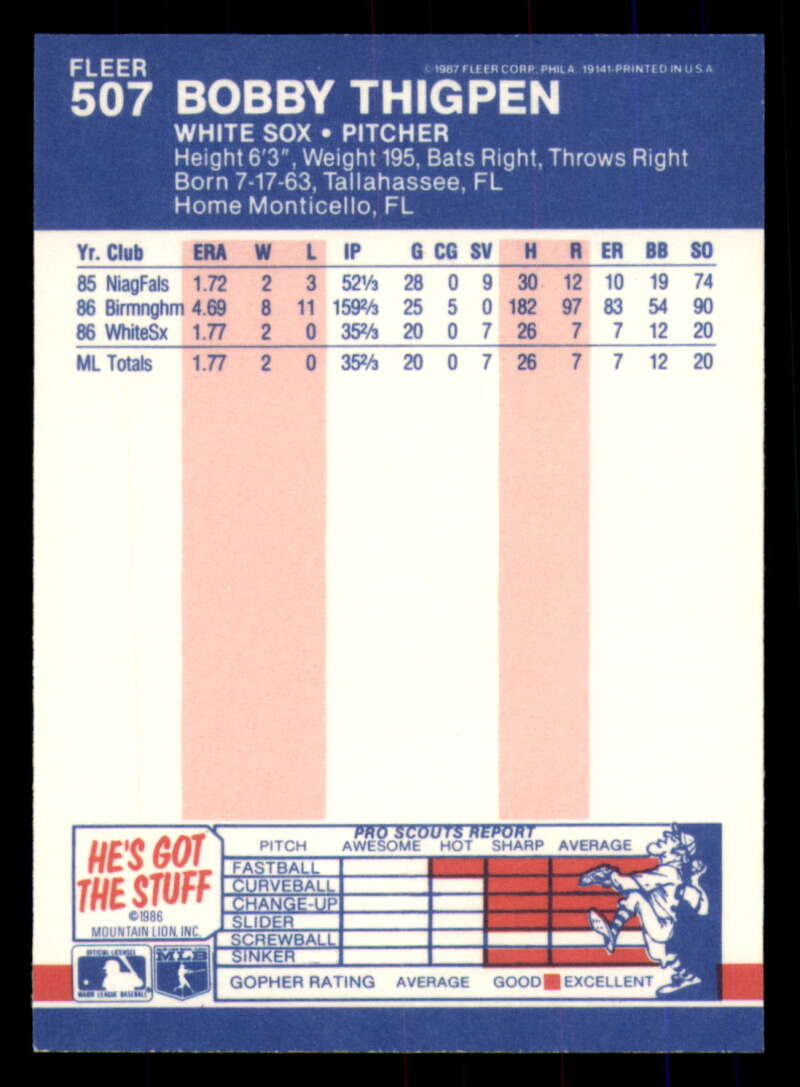 FLEER ©1987 FLEER CORP. PHILA. 19141-PRINTED IN U S A
507 BOBBY THIGPEN
WHITE SOX • PITCHER
Height 6'3", Weight 195, Bats Right, Throws Right
Born 7-17-63, Tallahassee, FL
Home Monticello, FL
Yr. Club ERA W L IP G CG SV H R ER BB SO
85 NiagFals 1.72 2 3 52⅓ 28 0 9 30 12 10 19 74
86 Birmnghm 4.69 8 11 159⅔ 25 5 0 182 97 83 54 90
86 WhiteSx 1.77 2 0 35⅔ 20 0 7 26 7 7 12 20
ML Totals 1.77 2 0 35⅔ 20 0 7 26 7 7 12 20
HE'S GOT
THE STUFF
©1986
MOUNTAIN LION, INC.
OFFICIAL LICENSEE
MAJOR LEAGUE BASEBALL
MLB
PRO SCOUTS REPORT
PITCH AWESOME HOT SHARP AVERAGE
FASTBALL
CURVEBALL
CHANGE-UP
SLIDER
SCREWBALL
SINKER
GOPHER RATING AVERAGE GOOD EXCELLENT